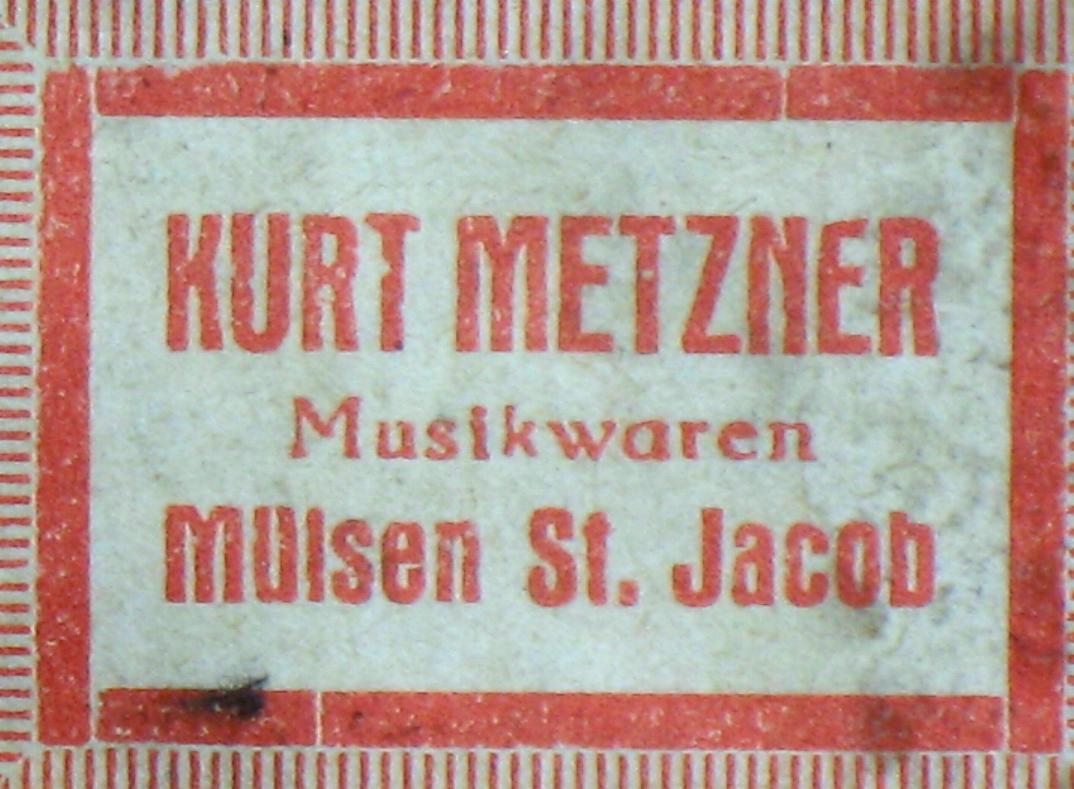 KURT METZNER
Musikwaren
Mülsen St. Jacob